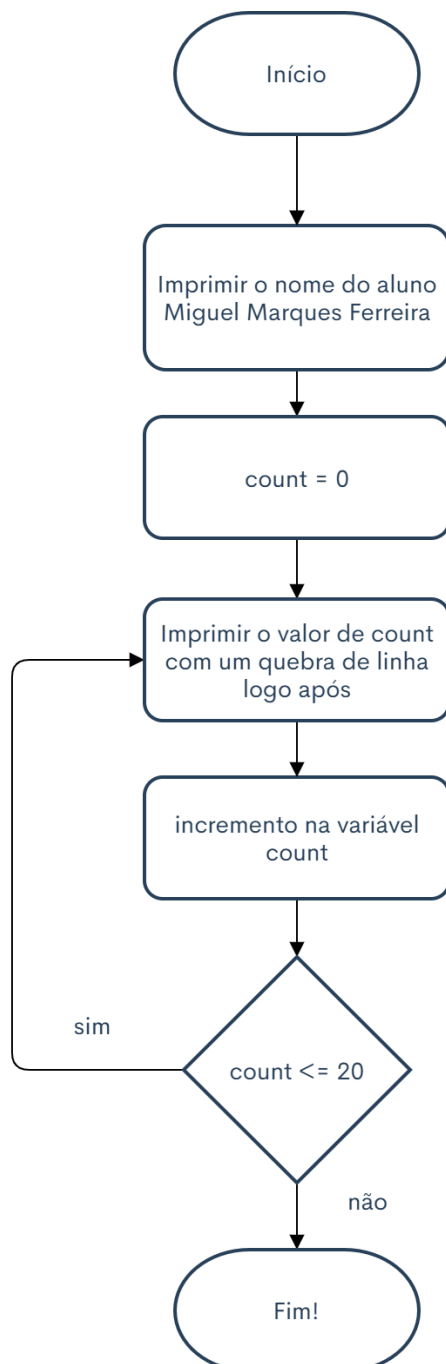 Início
Imprimir o nome do aluno
Miguel Marques Ferreira
count = 0
Imprimir o valor de count
com um quebra de linha
logo após
incremento na variável
count
sim
count <= 20
não
Fim!